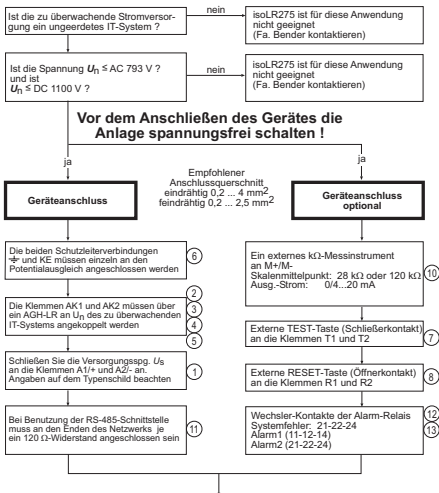 Ist die zu überwachende Stromversor-
gung ein ungeerdetes IT-System ?
nein
isoLR275 ist für diese Anwendung
nicht geeignet
(Fa. Bender kontaktieren)
Ist die Spannung Un ≤ AC 793 V ?
und ist
Un ≤ DC 1100 V ?
nein
isoLR275 ist für diese Anwendung
nicht geeignet
(Fa. Bender kontaktieren)
Vor dem Anschließen des Gerätes die
Anlage spannungsfrei schalten !
ja
ja
Empfohlener
Anschlussquerschnitt
eindrähtig 0,2 ... 4 mm2
feindrähtig 0,2 ... 2,5 mm2
Geräteanschluss
Geräteanschluss
optional
Die beiden Schutzleiterverbindungen
⏚ und KE müssen einzeln an den
Potentialausgleich angeschlossen werden
6
Die Klemmen AK1 und AK2 müssen über
ein AGH-LR an Un des zu überwachenden
IT-Systems angekoppelt werden
2
3
4
5
Schließen Sie die Versorgungsspg. Us
an die Klemmen A1/+ and A2/- an.
Angaben auf dem Typenschild beachten
1
Bei Benutzung der RS-485-Schnittstelle
muss an den Enden des Netzwerks je
ein 120 Ω-Widerstand angeschlossen sein
11
Ein externes kΩ-Messinstrument
an M+/M-
Skalenmittelpunkt: 28 kΩ oder 120 kΩ
Ausg.-Strom: 0/4...20 mA
10
Externe TEST-Taste (Schließerkontakt)
an die Klemmen T1 und T2
7
Externe RESET-Taste (Öffnerkontakt)
an die Klemmen R1 und R2
8
Wechsler-Kontakte der Alarm-Relais
Systemfehler: 21-22-24
Alarm1 (11-12-14)
Alarm2 (21-22-24)
12
13